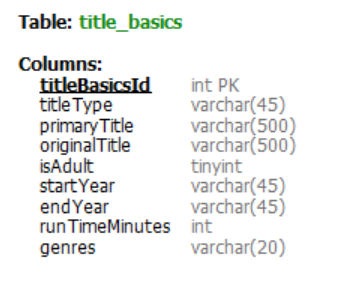 Table: title_basics
Columns:
titleBasicsId int PK
titleType varchar(45)
primaryTitle varchar(500)
originalTitle varchar(500)
isAdult tinyint
startYear varchar(45)
endYear varchar(45)
runTimeMinutes int
genres varchar(20)